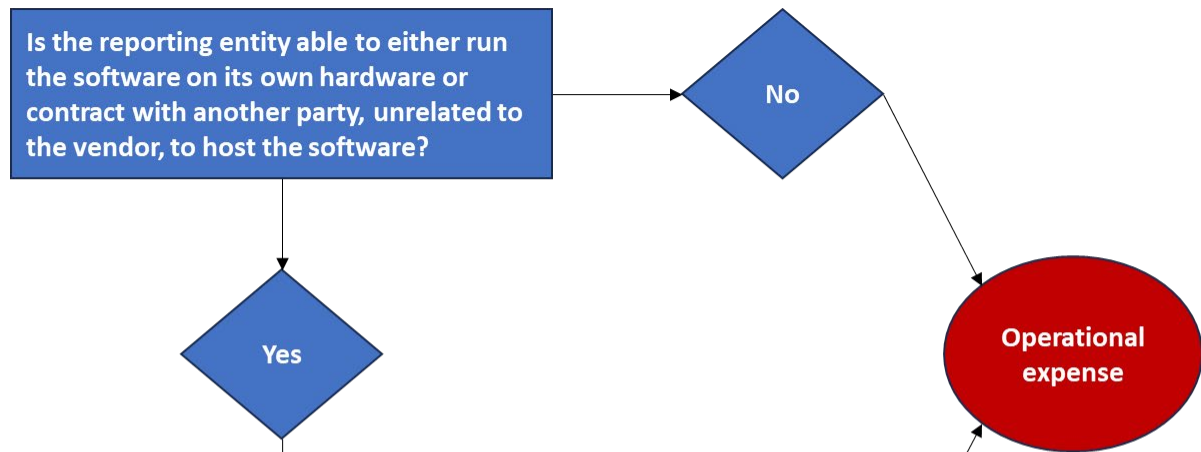 Is the reporting entity able to either run
the software on its own hardware or
contract with another party, unrelated to
the vendor, to host the software?
No
Yes
Operational
expense